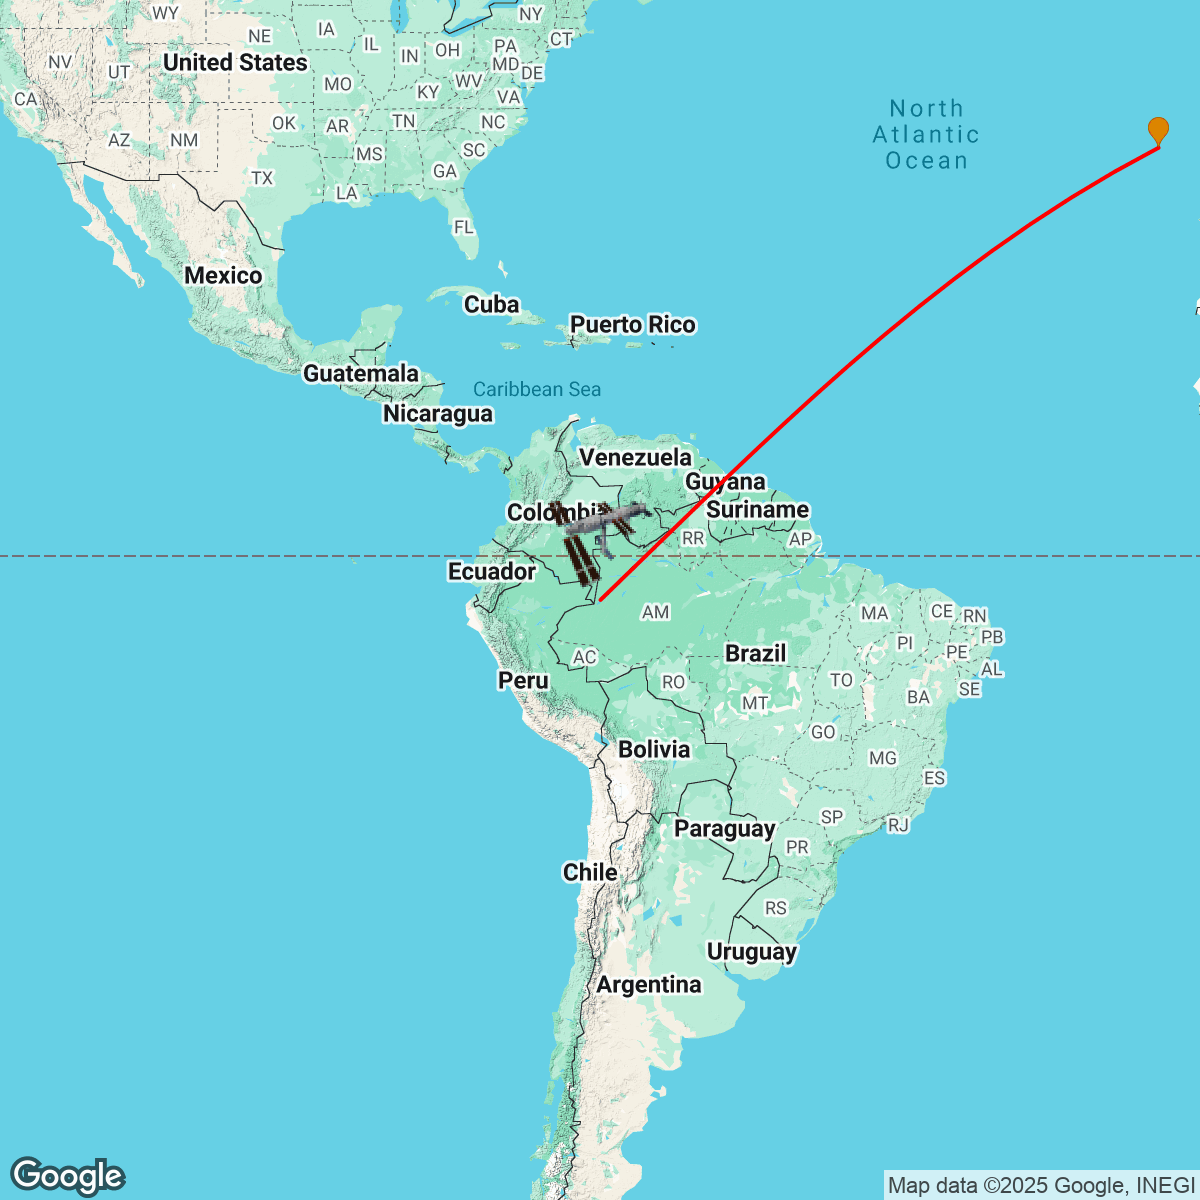 WY
NY
IA
NE
IL
OH
PA
CT
IN
NV
United States
MD
UT
MO
WV
DE
KY
CA
VA
North
Atlantic
Ocean
OK
AR
TN
NC
AZ
NM
MS
SC
GA
TX
LA
FL
Mexico
Cuba
Puerto Rico
Guatemala
Caribbean Sea
Nicaragua
Venezuela
Guyana
Colombi
Suriname
RR
AP
Ecuador
AM
MA
CE
RN
PB
PI
PE
AC
Brazil
AL
Peru
RO
TO
SE
BA
MT
GO
Bolivia
MG
ES
SP
Paraguay
RJ
PR
Chile
RS
Uruguay
Argentina
Google
Map data ©2025 Google, INEGI